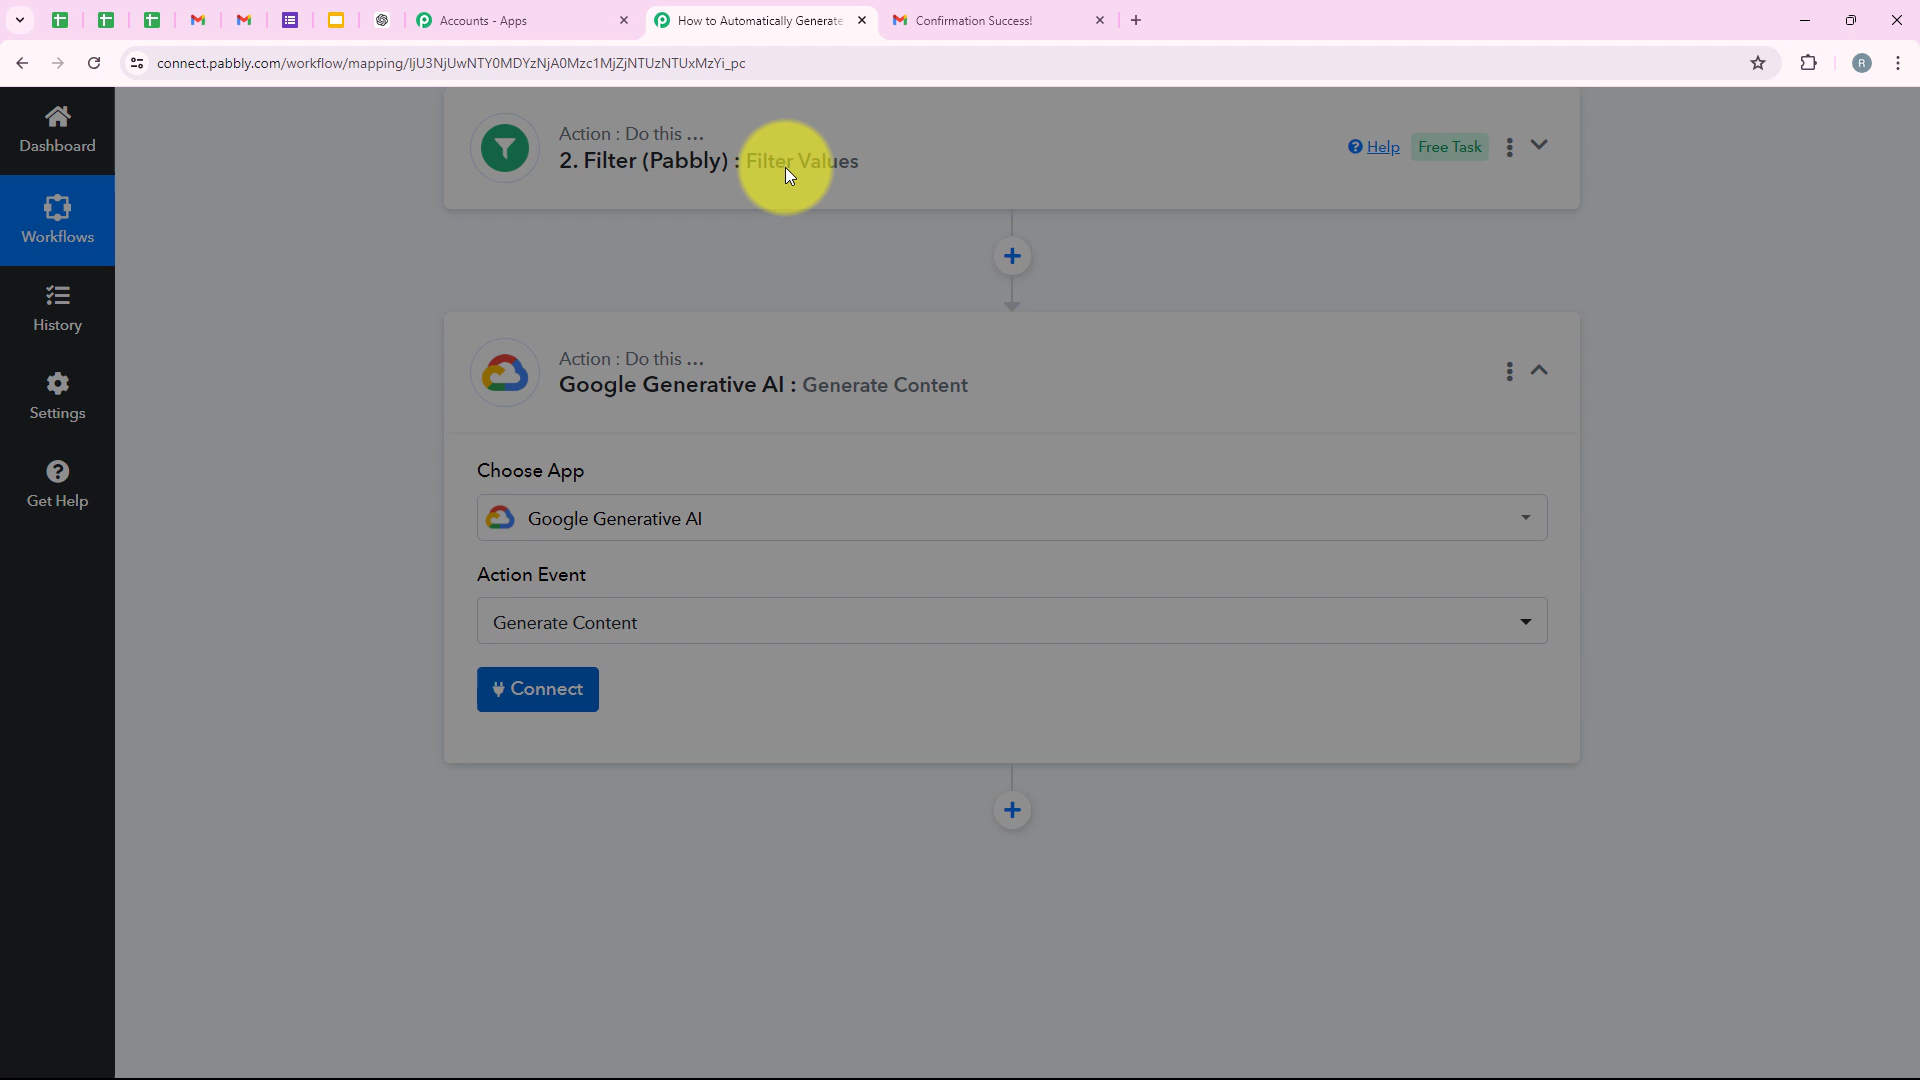 Accounts - Apps
How to Automatically Generate
Confirmation Success!
connect.pabbly.com/workflow/mapping/IjU3NjUwNTY0MDYzNjA0Mzc1MjZjNTUzNTUxMzYi_pc
R
Dashboard
Workflows
History
Settings
Get Help
Action : Do this ...
2. Filter (Pabbly) : Filter Values
Help
Free Task
Action : Do this ...
Google Generative AI : Generate Content
Choose App
Google Generative AI
Action Event
Generate Content
Connect